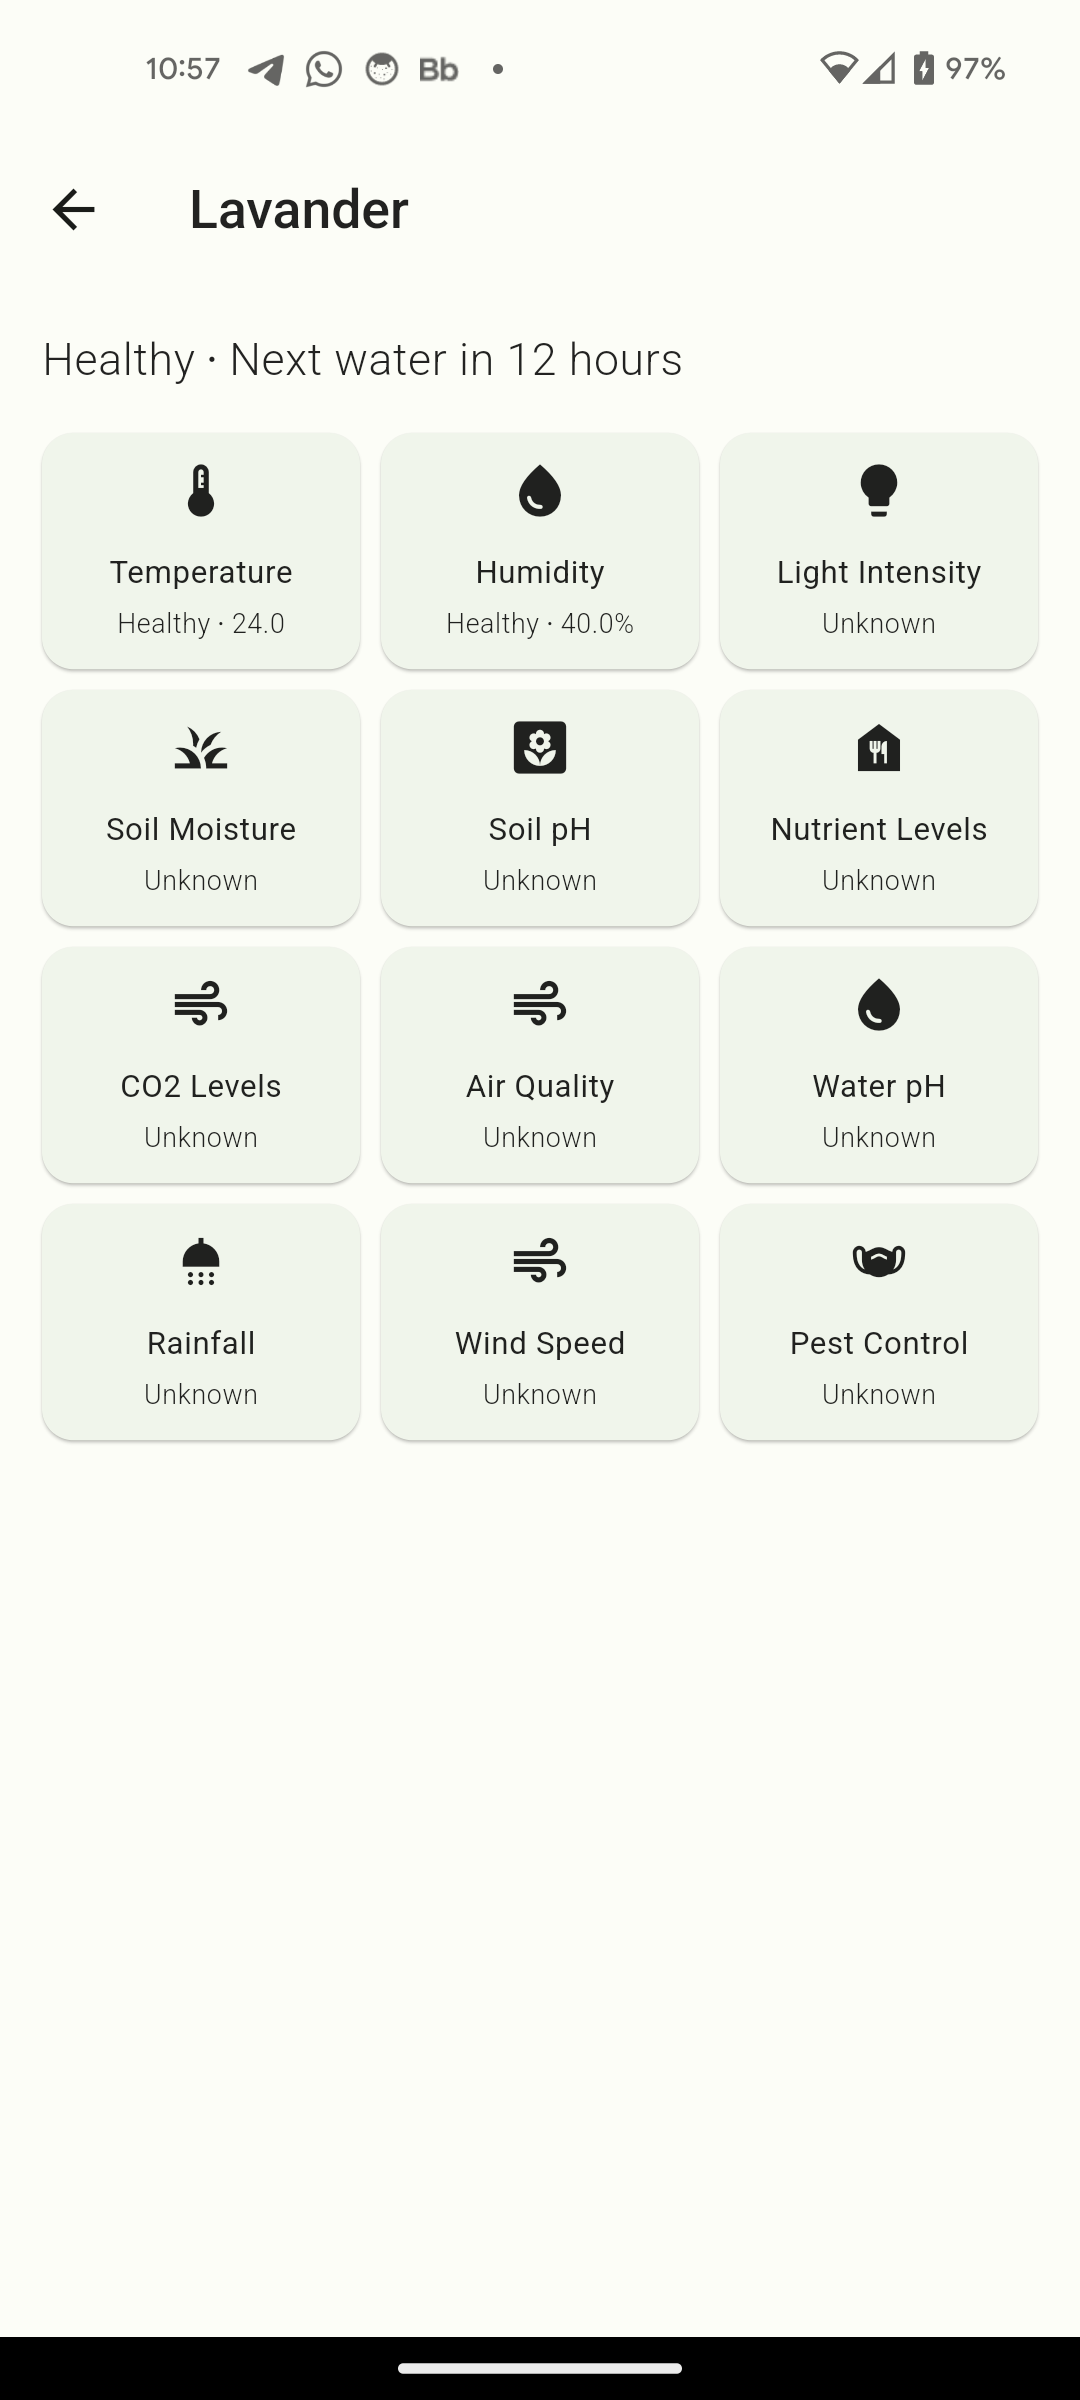 10:57 Bb 97%
Lavander
Healthy · Next water in 12 hours
Temperature Humidity Light Intensity
Healthy · 24.0 Healthy · 40.0% Unknown
Soil Moisture Soil pH Nutrient Levels
Unknown Unknown Unknown
CO2 Levels Air Quality Water pH
Unknown Unknown Unknown
Rainfall Wind Speed Pest Control
Unknown Unknown Unknown